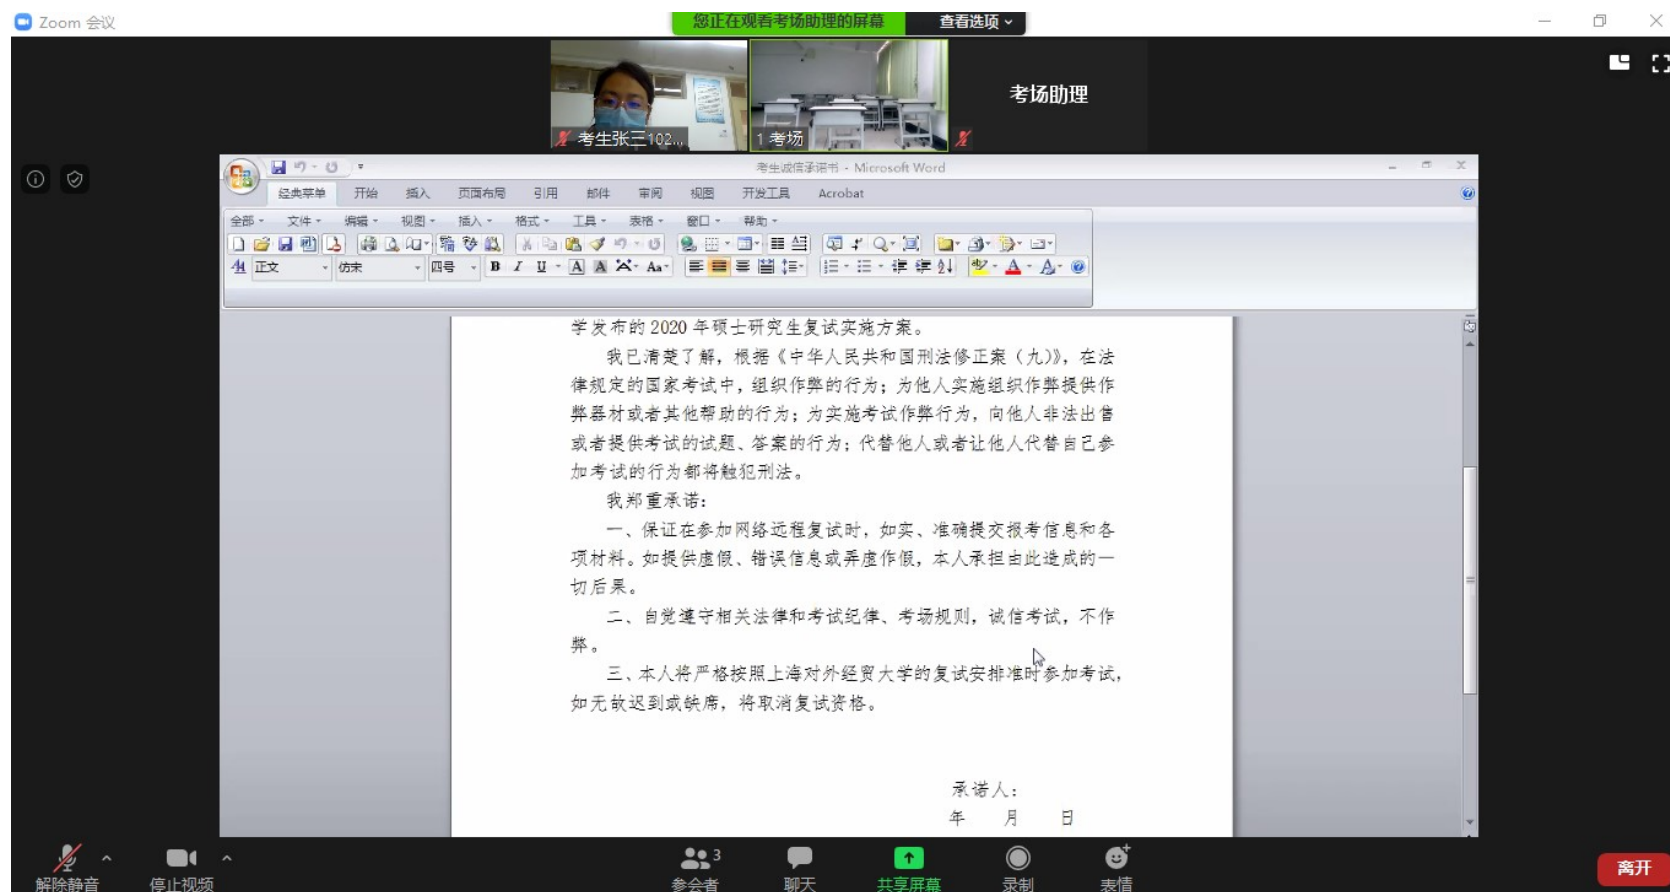 Zoom 会议
您正在观看考场助理的屏幕
查看选项
考生张三102...
1 考场
考场助理
考生诚信承诺书 - Microsoft Word
经典菜单 开始 插入 页面布局 引用 邮件 审阅 视图 开发工具 Acrobat
全部 文件 编辑 视图 插入 格式 工具 表格 窗口 帮助
正文 仿宋 四号 B I U A A Aa A
学发布的 2020 年硕士研究生复试实施方案。
我已清楚了解，根据《中华人民共和国刑法修正案（九）》，在法
律规定的国家考试中，组织作弊的行为；为他人实施组织作弊提供作
弊器材或者其他帮助的行为；为实施考试作弊行为，向他人非法出售
或者提供考试的试题、答案的行为；代替他人或者让他人代替自己参
加考试的行为都将触犯刑法。
我郑重承诺：
一、保证在参加网络远程复试时，如实、准确提交报考信息和各
项材料。如提供虚假、错误信息或弄虚作假，本人承担由此造成的一
切后果。
二、自觉遵守相关法律和考试纪律、考场规则，诚信考试，不作
弊。
三、本人将严格按照上海对外经贸大学的复试安排准时参加考试，
如无故迟到或缺席，将取消复试资格。
承诺人：
年 月 日
解除静音 停止视频 参会者 3 聊天 共享屏幕 录制 表情 离开